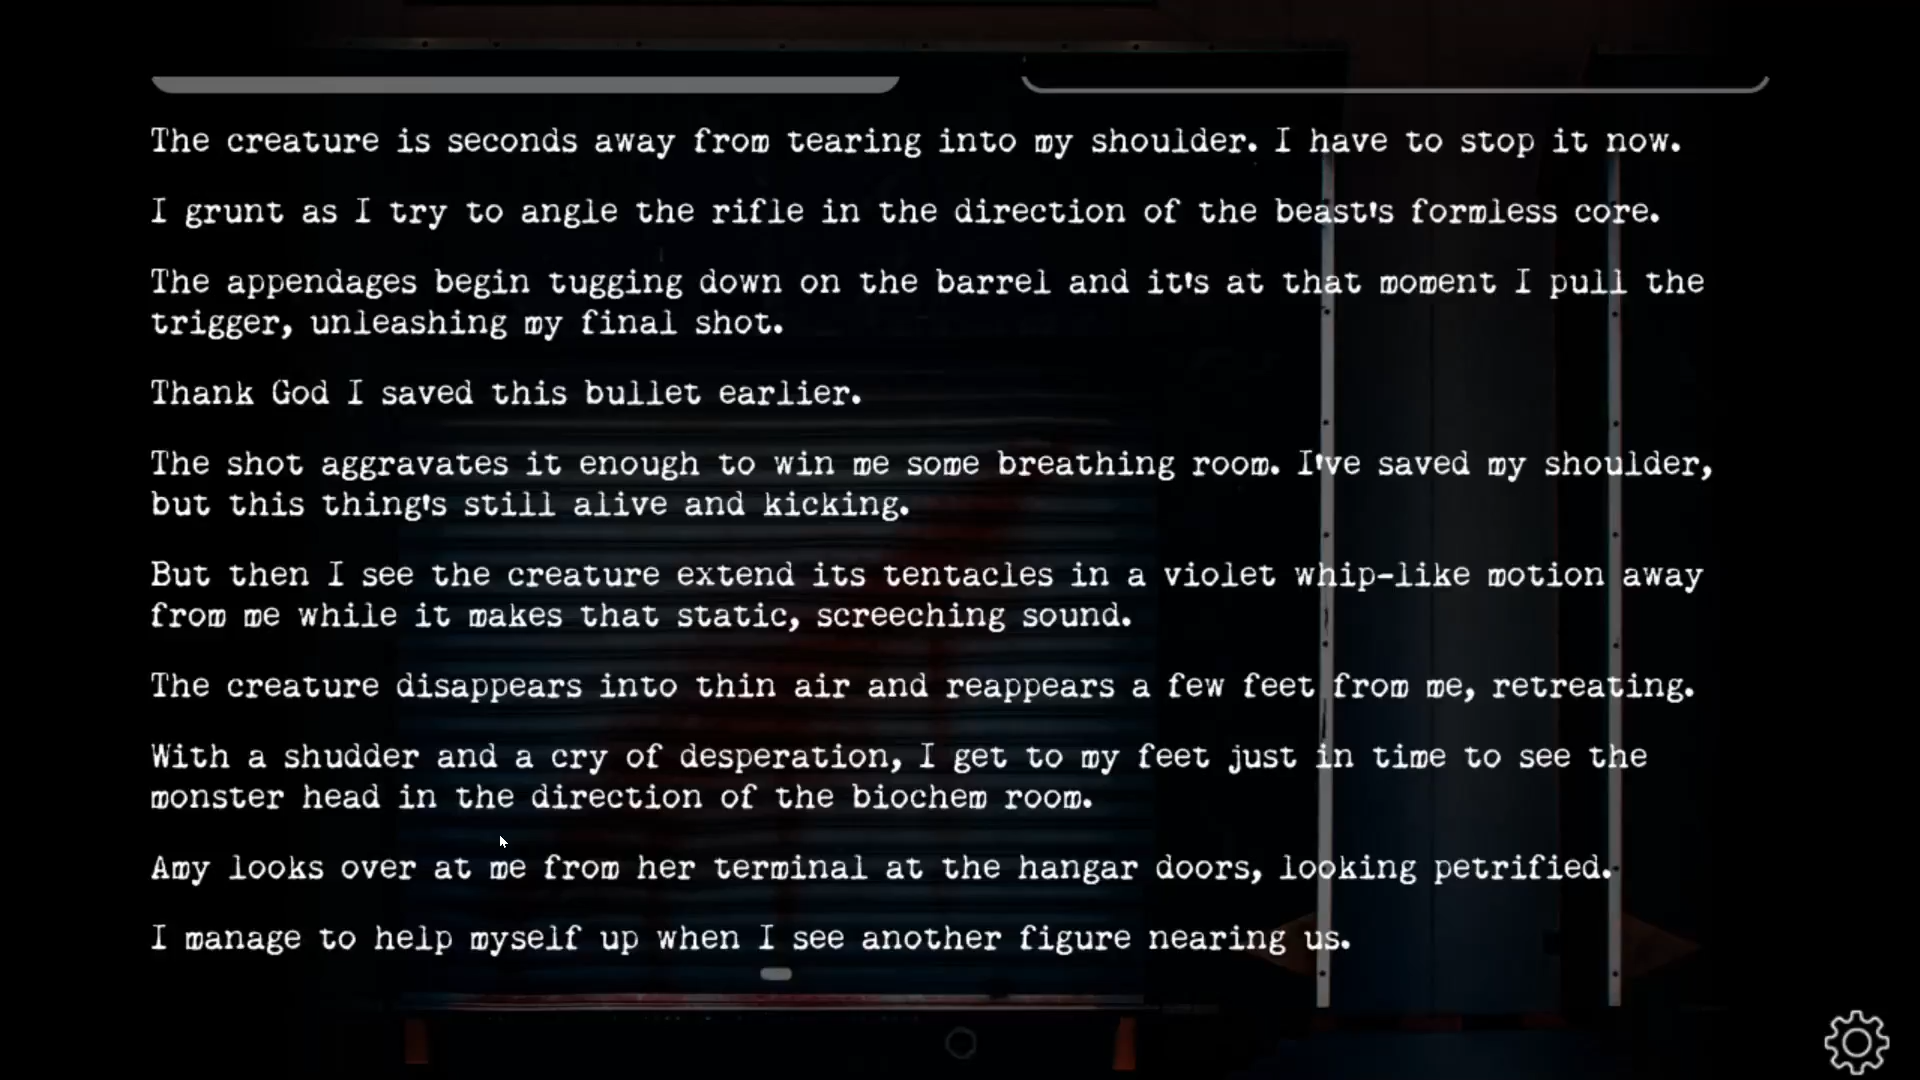 The creature is seconds away from tearing into my shoulder. I have to stop it now.
I grunt as I try to angle the rifle in the direction of the beast's formless core.
The appendages begin tugging down on the barrel and it's at that moment I pull the
trigger, unleashing my final shot.
Thank God I saved this bullet earlier.
The shot aggravates it enough to win me some breathing room. I've saved my shoulder,
but this thing's still alive and kicking.
But then I see the creature extend its tentacles in a violet whip-like motion away
from me while it makes that static, screeching sound.
The creature disappears into thin air and reappears a few feet from me, retreating.
With a shudder and a cry of desperation, I get to my feet just in time to see the
monster head in the direction of the biochem room.
Amy looks over at me from her terminal at the hangar doors, looking petrified.
I manage to help myself up when I see another figure nearing us.